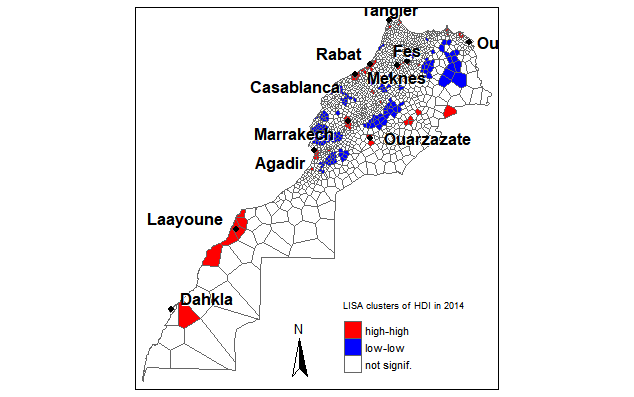 Tangier
Ou
Fes
Rabat
Meknes
Casablanca
Marrakech
Ouarzazate
Agadir
Laayoune
Dahkla
LISA clusters of HDI in 2014
N
high-high
low-low
not signif.